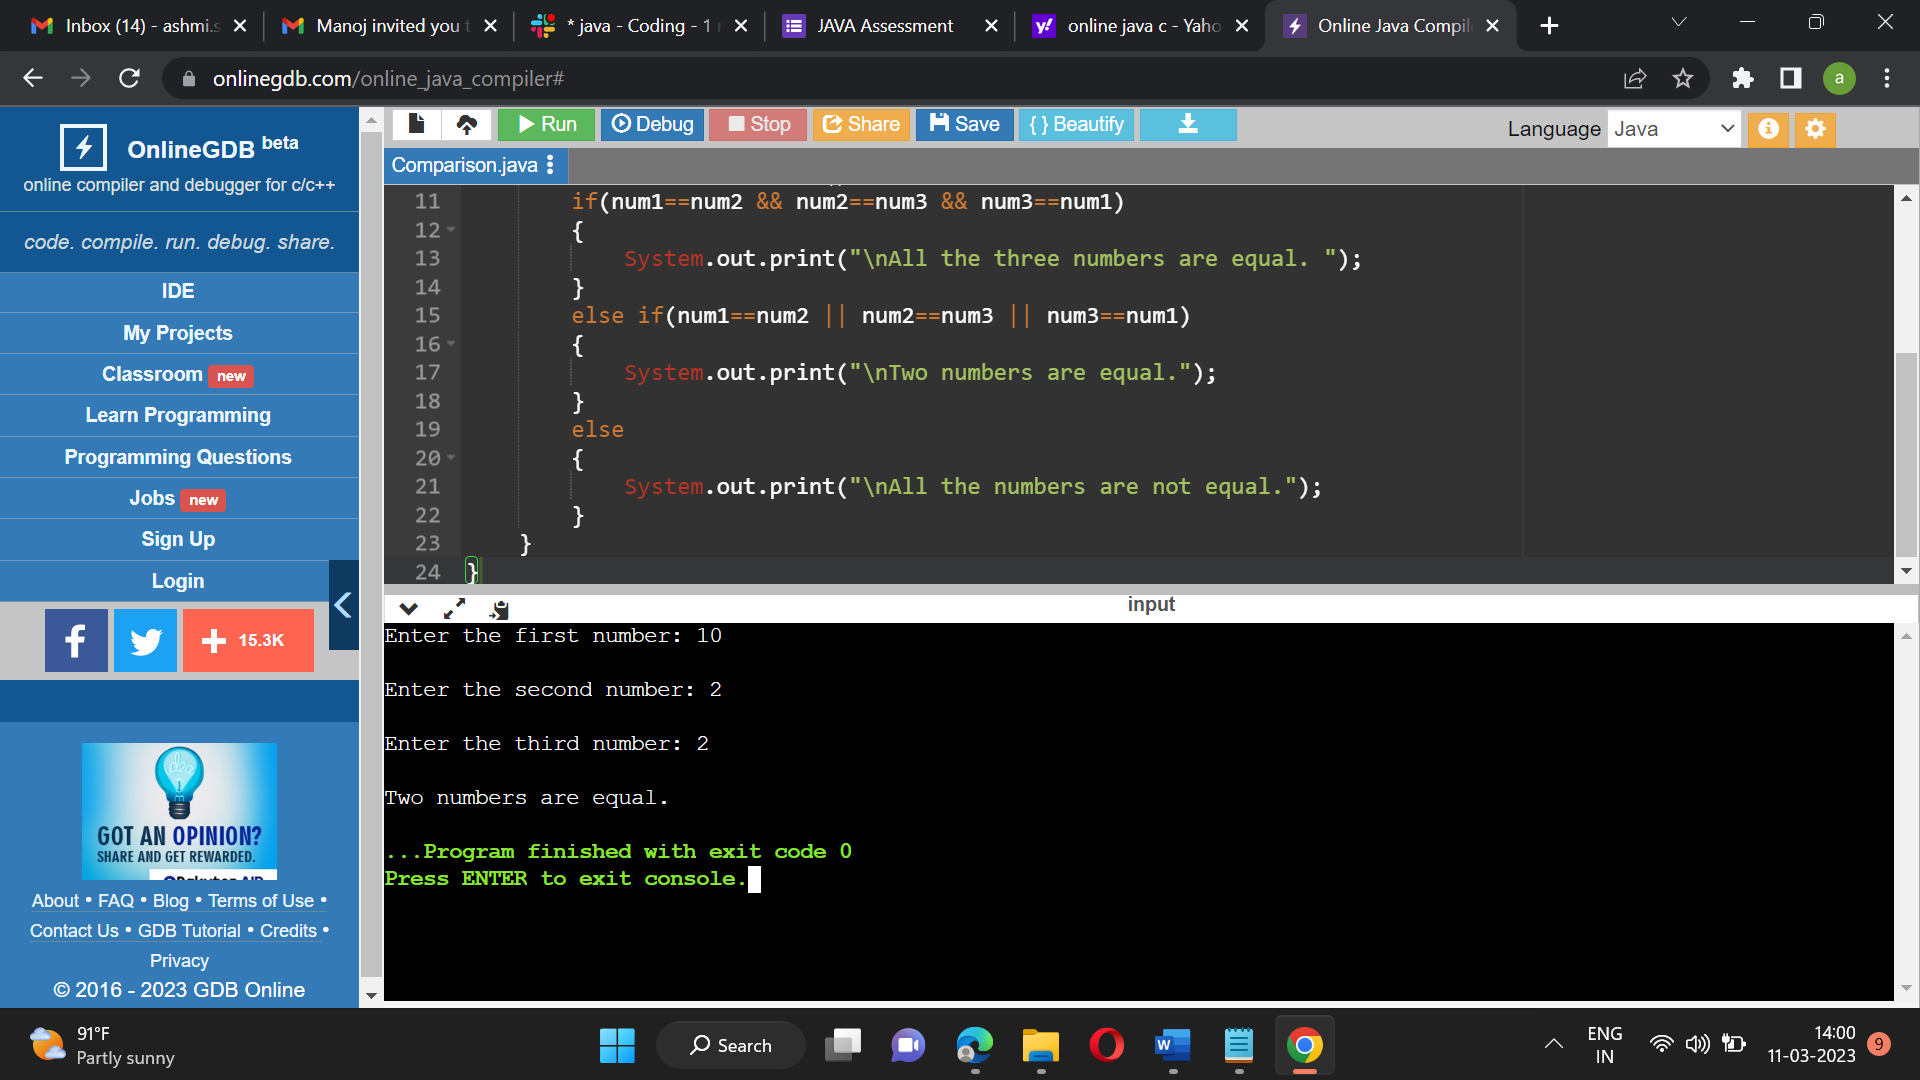 Inbox (14) - ashmi.s
Manoj invited you t
* java - Coding - 1 r
JAVA Assessment
online java c - Yaho
Online Java Compil
onlinegdb.com/online_java_compiler#
a
OnlineGDB beta
online compiler and debugger for c/c++
code. compile. run. debug. share.
IDE
My Projects
Classroom new
Learn Programming
Programming Questions
Jobs new
Sign Up
Login
15.3K
idea
GOT AN OPINION?
SHARE AND GET REWARDED.
About • FAQ • Blog • Terms of Use •
Contact Us • GDB Tutorial • Credits •
Privacy
© 2016 - 2023 GDB Online
Run
Debug
Stop
Share
Save
{ } Beautify
Language Java
Comparison.java
11 if(num1==num2 && num2==num3 && num3==num1)
12 {
13 System.out.print("\nAll the three numbers are equal. ");
14 }
15 else if(num1==num2 || num2==num3 || num3==num1)
16 {
17 System.out.print("\nTwo numbers are equal.");
18 }
19 else
20 {
21 System.out.print("\nAll the numbers are not equal.");
22 }
23 }
24 }
input
Enter the first number: 10
Enter the second number: 2
Enter the third number: 2
Two numbers are equal.
...Program finished with exit code 0
Press ENTER to exit console.
91°F
Partly sunny
Search
ENG
IN
14:00
11-03-2023
9